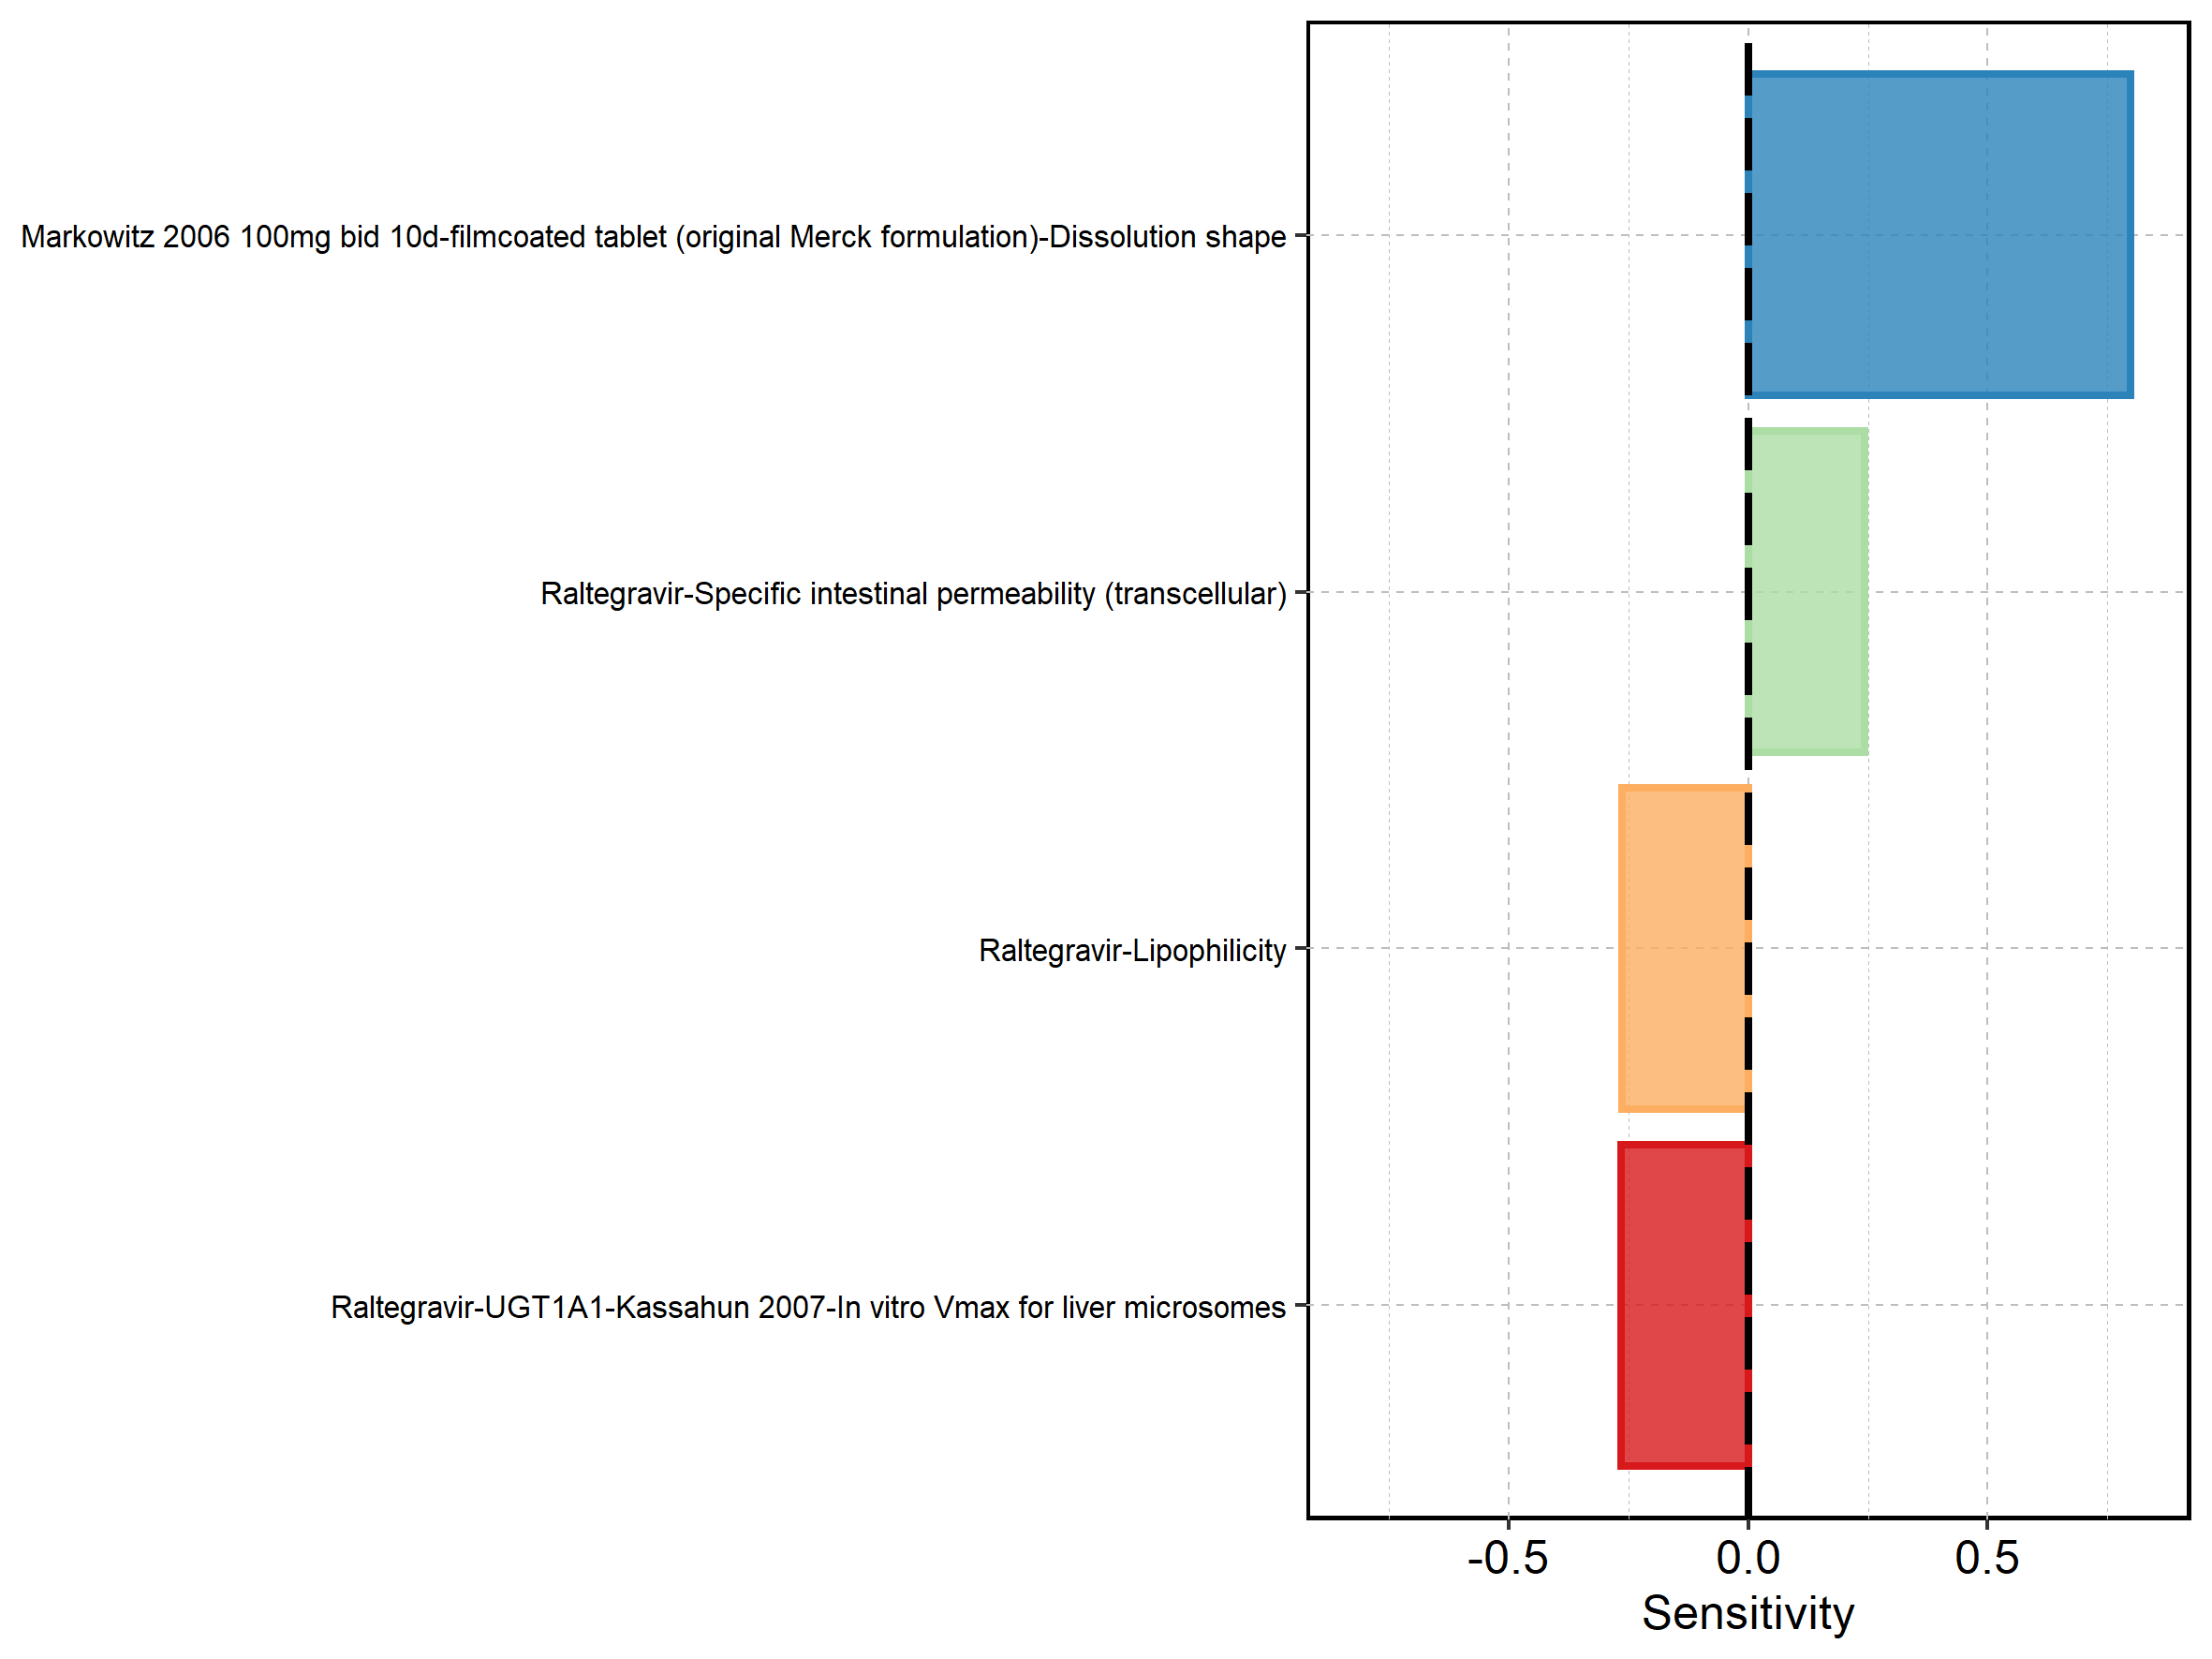 Markowitz 2006 100mg bid 10d-filmcoated tablet (original Merck formulation)-Dissolution shape
Raltegravir-Specific intestinal permeability (transcellular)
Raltegravir-Lipophilicity
Raltegravir-UGT1A1-Kassahun 2007-In vitro Vmax for liver microsomes
-0.5 0.0 0.5
Sensitivity